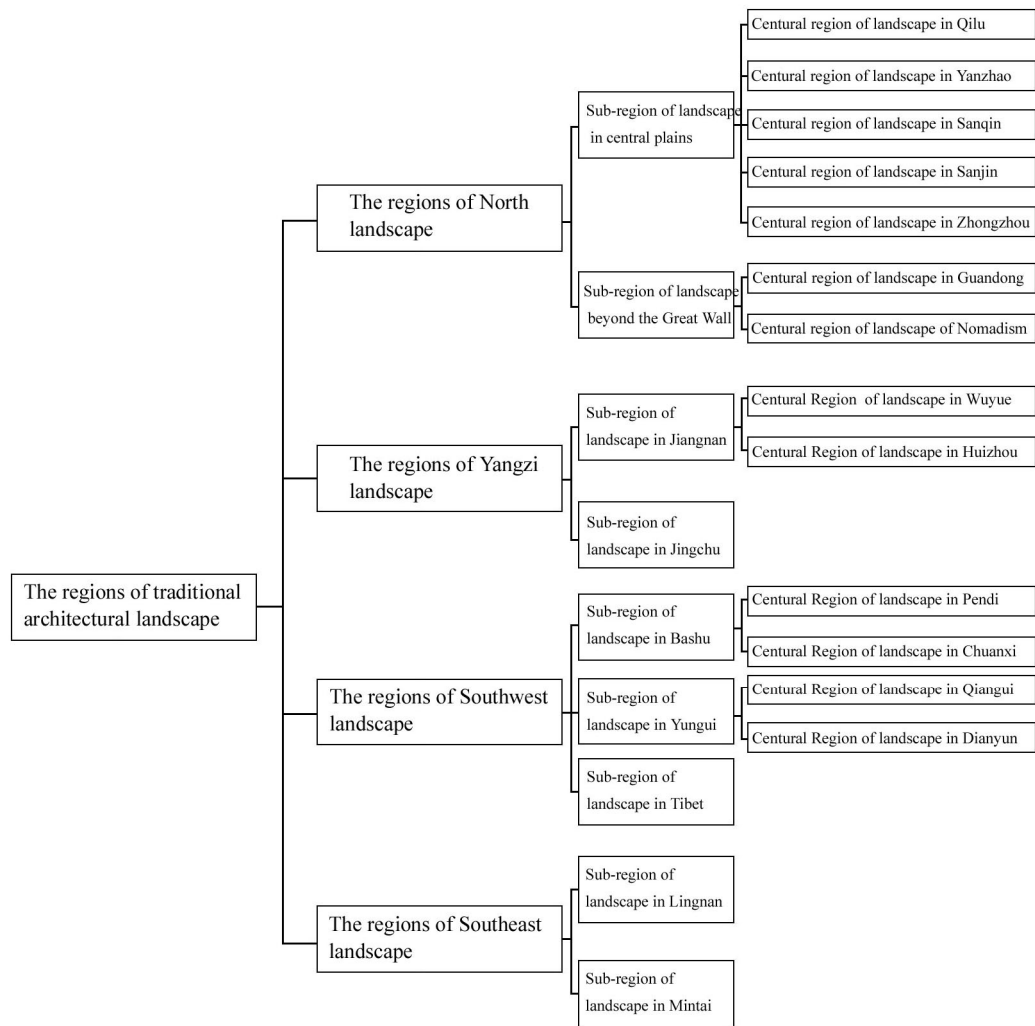 The regions of traditional
architectural landscape
The regions of North
landscape
Sub-region of landscape
in central plains
Centural region of landscape in Qilu
Centural region of landscape in Yanzhao
Centural region of landscape in Sanqin
Centural region of landscape in Sanjin
Centural region of landscape in Zhongzhou
Sub-region of landscape
beyond the Great Wall
Centural region of landscape in Guandong
Centural region of landscape of Nomadism
The regions of Yangzi
landscape
Sub-region of
landscape in Jiangnan
Centural Region of landscape in Wuyue
Centural Region of landscape in Huizhou
Sub-region of
landscape in Jingchu
The regions of Southwest
landscape
Sub-region of
landscape in Bashu
Centural Region of landscape in Pendi
Centural Region of landscape in Chuanxi
Sub-region of
landscape in Yungui
Centural Region of landscape in Qiangui
Centural Region of landscape in Dianyun
Sub-region of
landscape in Tibet
The regions of Southeast
landscape
Sub-region of
landscape in Lingnan
Sub-region of
landscape in Mintai